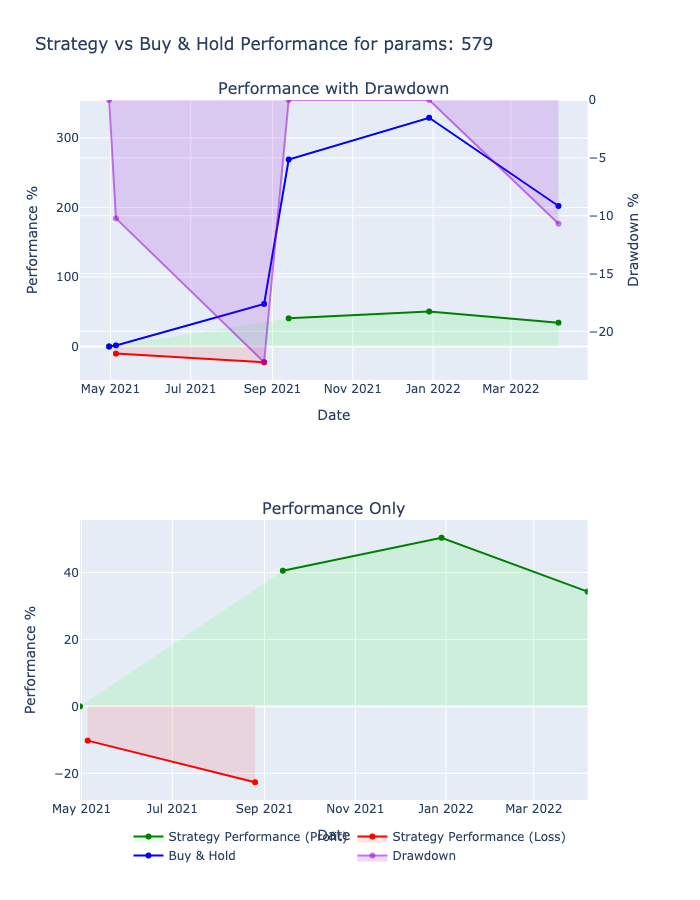 Strategy vs Buy & Hold Performance for params: 579
Performance with Drawdown
0
300
−5
200
−10
100
−15
0
−20
Performance %
Drawdown %
May 2021 Jul 2021 Sep 2021 Nov 2021 Jan 2022 Mar 2022
Date
Performance Only
40
20
0
−20
Performance %
May 2021 Jul 2021 Sep 2021 Nov 2021 Jan 2022 Mar 2022
Date
Strategy Performance (Profit) Strategy Performance (Loss)
Buy & Hold Drawdown